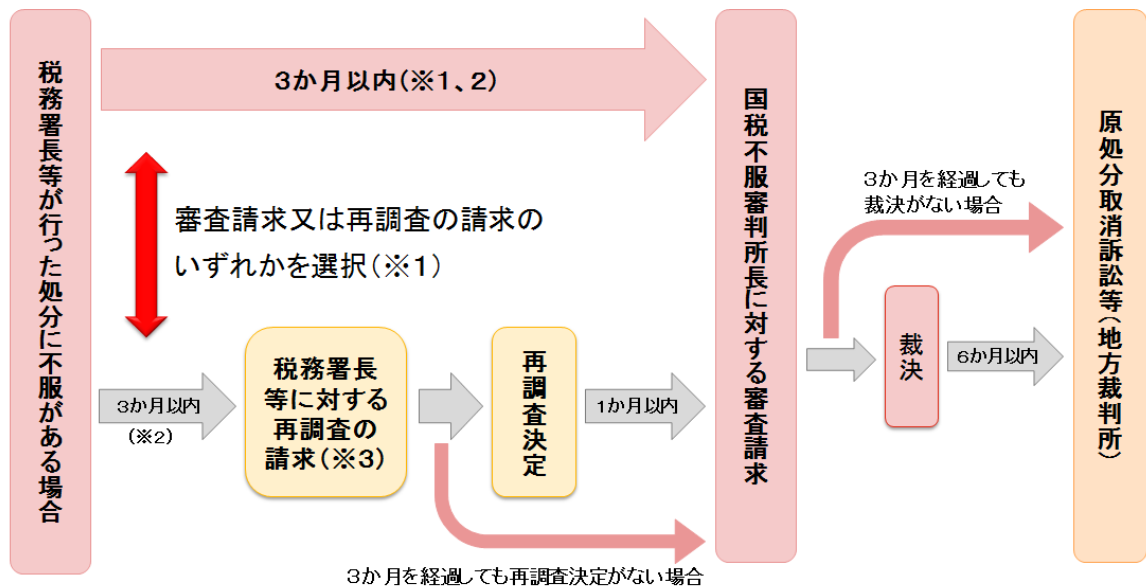 税務署長等が行った処分に不服がある場合
3か月以内(※1、2)
審査請求又は再調査の請求の
いずれかを選択(※1)
3か月以内
(※2)
税務署長
等に対する
再調査の
請求(※3)
再調査決定
1か月以内
3か月を経過しても再調査決定がない場合
国税不服審判所長に対する審査請求
3か月を経過しても
裁決がない場合
裁決
6か月以内
原処分取消訴訟等(地方裁判所)